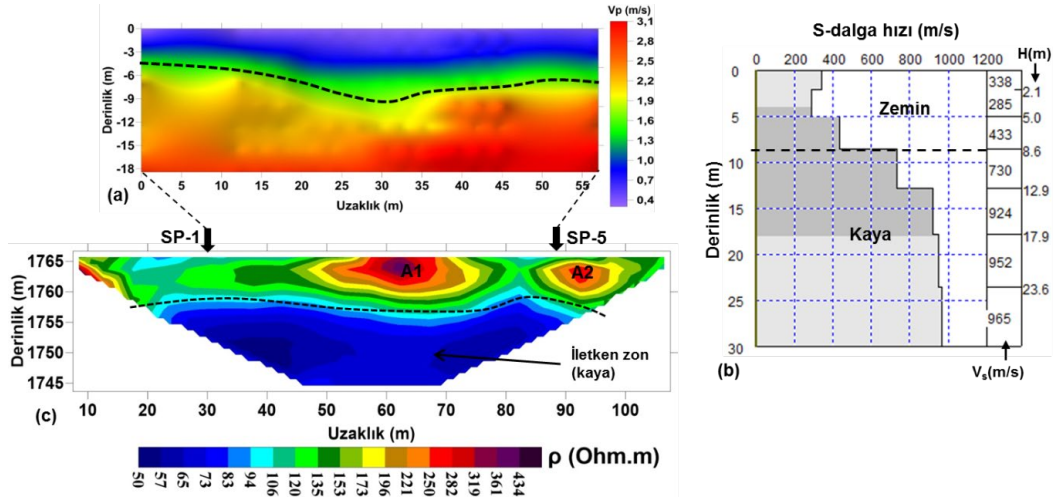 (a)
Vp (m/s)
3,1
2,8
2,5
2,2
1,9
1,6
1,3
1,0
0,7
0,4
0
-3
-6
-9
-12
-15
-18
Derinlik (m)
0 5 10 15 20 25 30 35 40 45 50 55
Uzaklık (m)
SP-1
SP-5
1765
1760
1755
1750
1745
Derinlik (m)
A1
A2
İletken zon
(kaya)
(c)
10 20 30 40 50 60 70 80 90 100
Uzaklık (m)
50 57 65 73 83 94 106 120 135 153 173 196 221 250 282 319 361 434
ρ (Ohm.m)
S-dalga hızı (m/s)
0 200 400 600 800 1000 1200
H(m)
0
5
10
15
20
25
30
Derinlik (m)
Zemin
Kaya
338
2.1
285
5.0
433
8.6
730
12.9
924
17.9
952
23.6
965
(b)
Vs(m/s)